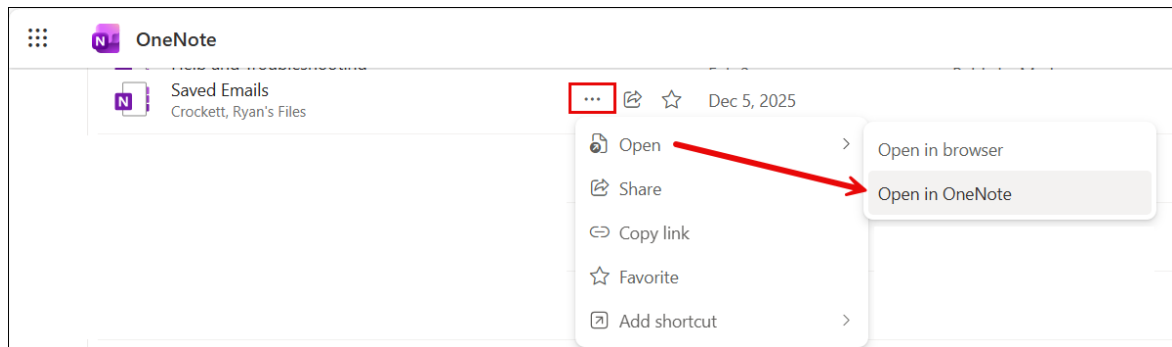 OneNote
Saved Emails
Crockett, Ryan's Files
Dec 5, 2025
Open
Open in browser
Open in OneNote
Share
Copy link
Favorite
Add shortcut